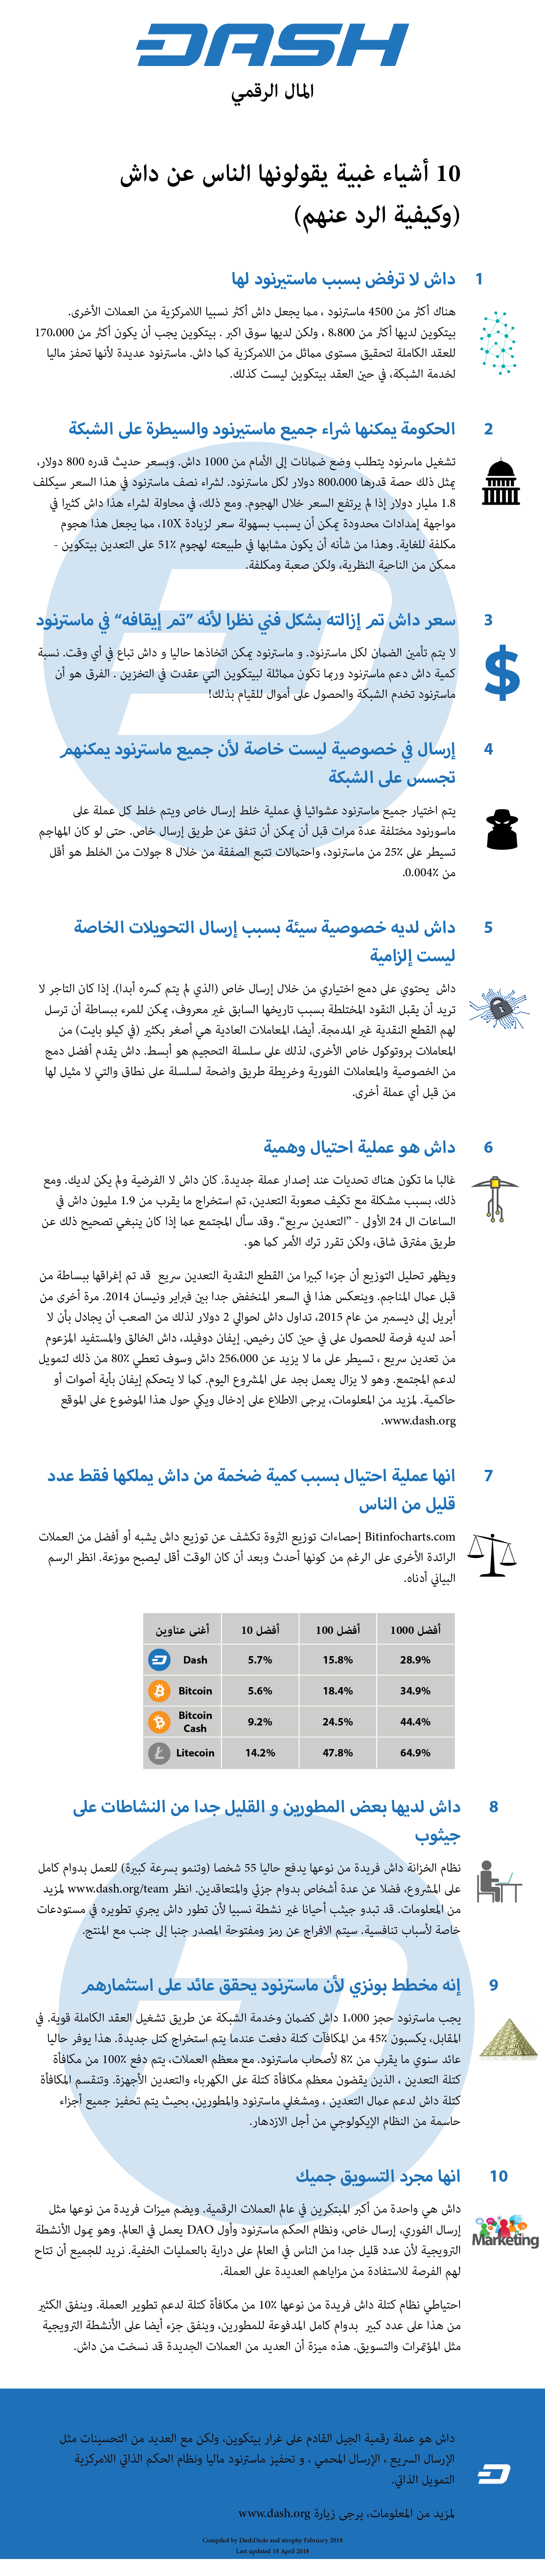 DASH
المال الرقمي
10 أشياء غبية يقولونها الناس عن داش
(وكيفية الرد عنهم)
1 داش لا ترفض بسبب ماستيرنود لها
هناك أكثر من 4500 ماسترنود ، مما يجعل داش أكثر نسبيا اللامركزية من العملات الأخرى.
بيتكوين لديها أكثر من 8.800 ، ولكن لديها سوق اكبر . بيتكوين يجب أن يكون أكثر من 170.000
للعقد الكاملة لتحقيق مستوى مماثل من اللامركزية كما داش. ماسترنود عديدة لأنها تحفز ماليا
لخدمة الشبكة، في حين العقد بيتكوين ليست كذلك.
2 الحكومة يمكنها شراء جميع ماستيرنود والسيطرة على الشبكة
تشغيل ماسرنود يتطلب وضع ضمانات إلى الأمام من 1000 داش. وبسعر حديث قدره 800 دولار،
يمثل ذلك حصة قدرها 800.000 دولار لكل ماسترنود. لشراء نصف ماسترنود في هذا السعر سيكلف
1.8 مليار دولار إذا لم يرتفع السعر خلال الهجوم. ومع ذلك، في محاولة لشراء هذا داش كثيرا في
مواجهة إمدادات محدودة يمكن أن يسبب بسهولة سعر لزيادة 10X، مما يجعل هذا هجوم
مكلفة للغاية. وهذا من شأنه أن يكون مشابها في طبيعته لهجوم 51٪ على التعدين بيتكوين -
ممكن من الناحية النظرية، ولكن صعبة ومكلفة.
3 سعر داش تم إزالته بشكل فني نظرا لأنه ”تم إيقافه“ في ماسترنود
لا يتم تأمين الضمان لكل ماسترنود. و ماسترنود يمكن اتخاذها حاليا و داش تباع في أي وقت. نسبة
كمية داش دعم ماسترنود وربما تكون مماثلة لبيتكوين التي عقدت في التخزين . الفرق هو أن
ماسترنود تخدم الشبكة والحصول على أموال للقيام بذلك!
4 إرسال في خصوصية ليست خاصة لأن جميع ماسترنود يمكنهم
تجسس على الشبكة
يتم اختيار جميع ماسترنود عشوائيا في عملية خلط إرسال خاص ويتم خلط كل عملة على
ماسورنود مختلفة عدة مرات قبل أن يمكن أن تنفق عن طريق إرسال خاص. حتى لو كان المهاجم
تسيطر على 25٪ من ماسترنود، واحتمالات تتبع الصفقة من خلال 8 جولات من الخلط هو أقل
من 0.004٪.
5 داش لديه خصوصية سيئة بسبب إرسال التحويلات الخاصة
ليست إلزامية
داش يحتوي على دمج اختياري من خلال إرسال خاص (الذي لم يتم كسره أبدا). إذا كان التاجر لا
تريد أن يقبل النقود المختلطة بسبب تاريخها السابق غير معروف، يمكن للمرء ببساطة أن ترسل
لهم القطع النقدية غير المدمجة. أيضا، المعاملات العادية هي أصغر بكثير (في كيلو بايت) من
المعاملات بروتوكول خاص الأخرى، لذلك على سلسلة التحجيم هو أبسط. داش يقدم أفضل دمج
من الخصوصية والمعاملات الفورية وخريطة طريق واضحة لسلسلة على نطاق والتي لا مثيل لها
من قبل أي عملة أخرى.
6 داش هو عملية احتيال وهمية
غالبا ما تكون هناك تحديات عند إصدار عملة جديدة. كان داش لا الفرضية ولم يكن لديك. ومع
ذلك، بسبب مشكلة مع تكيف صعوبة التعدين، تم استخراج ما يقرب من 1.9 مليون داش في
الساعات ال 24 الأولى - ”التعدين سريع“. وقد سأل المجتمع عما إذا كان ينبغي تصحيح ذلك عن
طريق مفترق شاق، ولكن تقرر ترك الأمر كما هو.
ويظهر تحليل التوزيع أن جزءا كبيرا من القطع النقدية التعدين سريع قد تم إغراقها ببساطة من
قبل عمال المناجم. وينعكس هذا في السعر المنخفض جدا بين فبراير ونيسان 2014. مرة أخرى من
أبريل إلى ديسمبر من عام 2015، تداول داش لحوالي 2 دولار لذلك من الصعب أن يجادل بأن لا
أحد لديه فرصة للحصول على في حين كان رخيص. إيفان دوفيلد، داش الخالق والمستفيد المزعوم
من تعدين سريع ، تسيطر على ما لا يزيد عن 256.000 داش وسوف تعطي 80٪ من ذلك لتمويل
لدعم المجتمع. وهو لا يزال يعمل بجد على المشروع اليوم. كما لا يتحكم إيفان بأية أصوات أو
حاكمية. لمزيد من المعلومات، يرجى الاطلاع على إدخال ويكي حول هذا الموضوع على الموقع
www.dash.org.
7 انها عملية احتيال بسبب كمية ضخمة من داش يملكها فقط عدد
قليل من الناس
Bitinfocharts.com إحصاءات توزيع الثروة تكشف عن توزيع داش يشبه أو أفضل من العملات
الرائدة الأخرى على الرغم من كونها أحدث وبعد أن كان الوقت أقل ليصبح موزعة. انظر الرسم
البياني أدناه.
أغنى عناوين أفضل 10 أفضل 100 أفضل 1000
Dash 5.7% 15.8% 28.9%
Bitcoin 5.6% 18.4% 34.9%
Bitcoin Cash 9.2% 24.5% 44.4%
Litecoin 14.2% 47.8% 64.9%
8 داش لديها بعض المطورين و القليل جدا من النشاطات على
جيثوب
نظام الخزانة داش فريدة من نوعها يدفع حاليا 55 شخصا (وتنمو بسرعة كبيرة) للعمل بدوام كامل
على المشروع، فضلا عن عدة أشخاص بدوام جزئي والمتعاقدين. انظر www.dash.org/team لمزيد
من المعلومات. قد تبدو جيثب أحيانا غير نشطة نسبيا لأن تطور داش يجري تطويره في مستودعات
خاصة لأسباب تنافسية. سيتم الافراج عن رمز ومفتوحة المصدر جنبا إلى جنب مع المنتج.
9 إنه مخطط بونزي لأن ماسترنود يحقق عائد على استثمارهم
يجب ماسترنود حجز 1.000 داش كضمان وخدمة الشبكة عن طريق تشغيل العقد الكاملة قوية. في
المقابل، يكسبون 45٪ من المكافآت كتلة دفعت عندما يتم استخراج كتل جديدة. هذا يوفر حاليا
عائد سنوي ما يقرب من 8٪ لأصحاب ماسترنود. مع معظم العملات، يتم دفع 100٪ من مكافأة
كتلة التعدين ، الذين يقضون معظم مكافأة كتلة على الكهرباء والتعدين الأجهزة. وتنقسم المكافأة
كتلة داش لدعم عمال التعدين ، ومشغلي ماسترنود والمطورين، بحيث يتم تحفيز جميع أجزاء
حاسمة من النظام الإيكولوجي من أجل الازدهار.
10 انها مجرد التسويق جميك
Marketing
داش هي واحدة من أكبر المبتكرين في عالم العملات الرقمية. ويضم ميزات فريدة من نوعها مثل
إرسال الفوري، إرسال خاص، ونظام الحكم ماسترنود وأول DAO يعمل في العالم. وهو يمول الأنشطة
الترويجية لأن عدد قليل جدا من الناس في العالم على دراية بالعمليات الخفية. نريد للجميع أن تتاح
لهم الفرصة للاستفادة من مزاياهم العديدة على العملة.
احتياطي نظام كتلة داش فريدة من نوعها 10٪ من مكافأة كتلة لدعم تطوير العملة. وينفق الكثير
من هذا على عدد كبير بدوام كامل المدفوعة للمطورين، وينفق جزء أيضا على الأنشطة الترويجية
مثل المؤتمرات والتسويق. هذه ميزة أن العديد من العملات الجديدة قد نسخت من داش.
داش هو عملة رقمية الجيل القادم على غرار بيتكوين، ولكن مع العديد من التحسينات مثل
الإرسال السريع ، الإرسال المحمي ، و تحفيز ماسترنود ماليا ونظام الحكم الذاتي اللامركزية
التمويل الذاتي.
لمزيد من المعلومات، يرجى زيارة www.dash.org
Compiled by DashDude and strophy February 2018
Last updated 18 April 2018